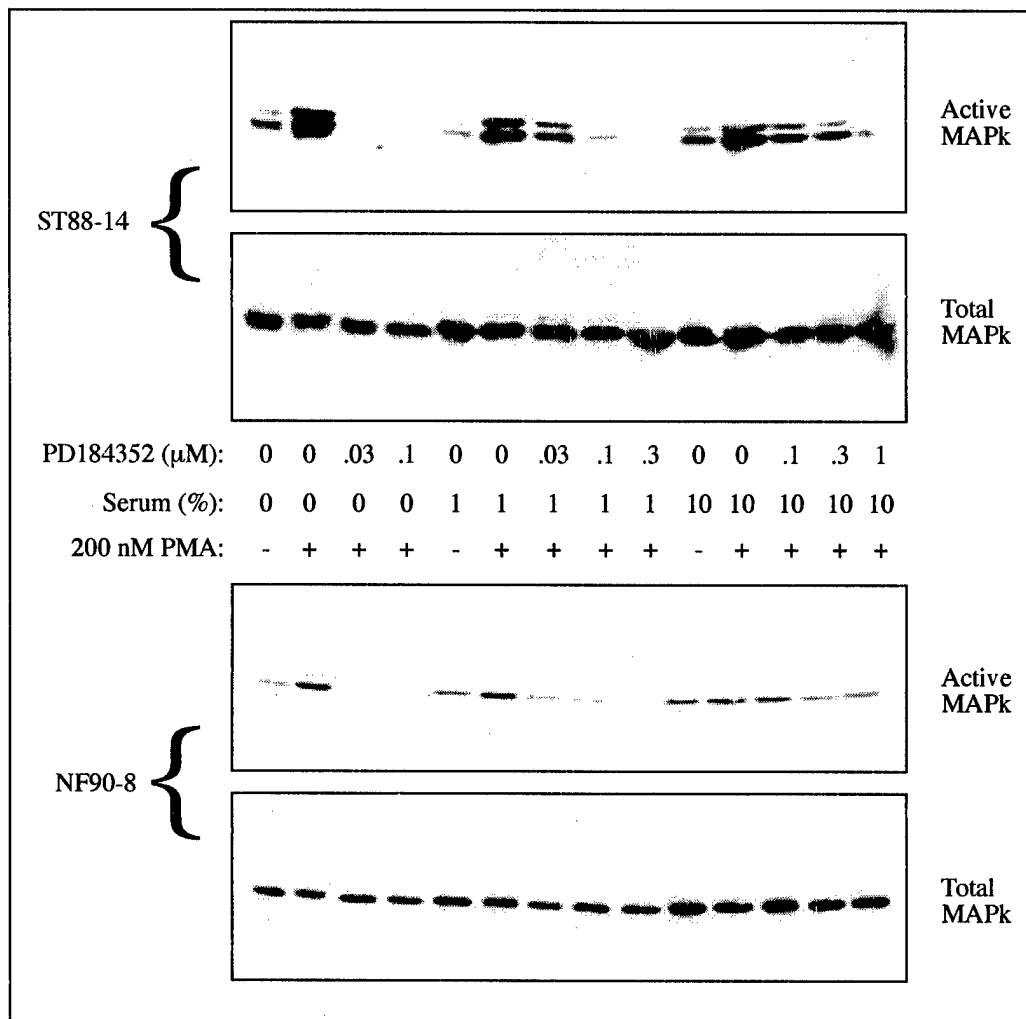 Active
MAPk
ST88-14
Total
MAPk
PD184352 (µM): 0 0 .03 .1 0 0 .03 .1 .3 0 0 .1 .3 1
Serum (%): 0 0 0 0 1 1 1 1 1 10 10 10 10 10
200 nM PMA: - + + + - + + + + - + + + +
Active
MAPk
NF90-8
Total
MAPk